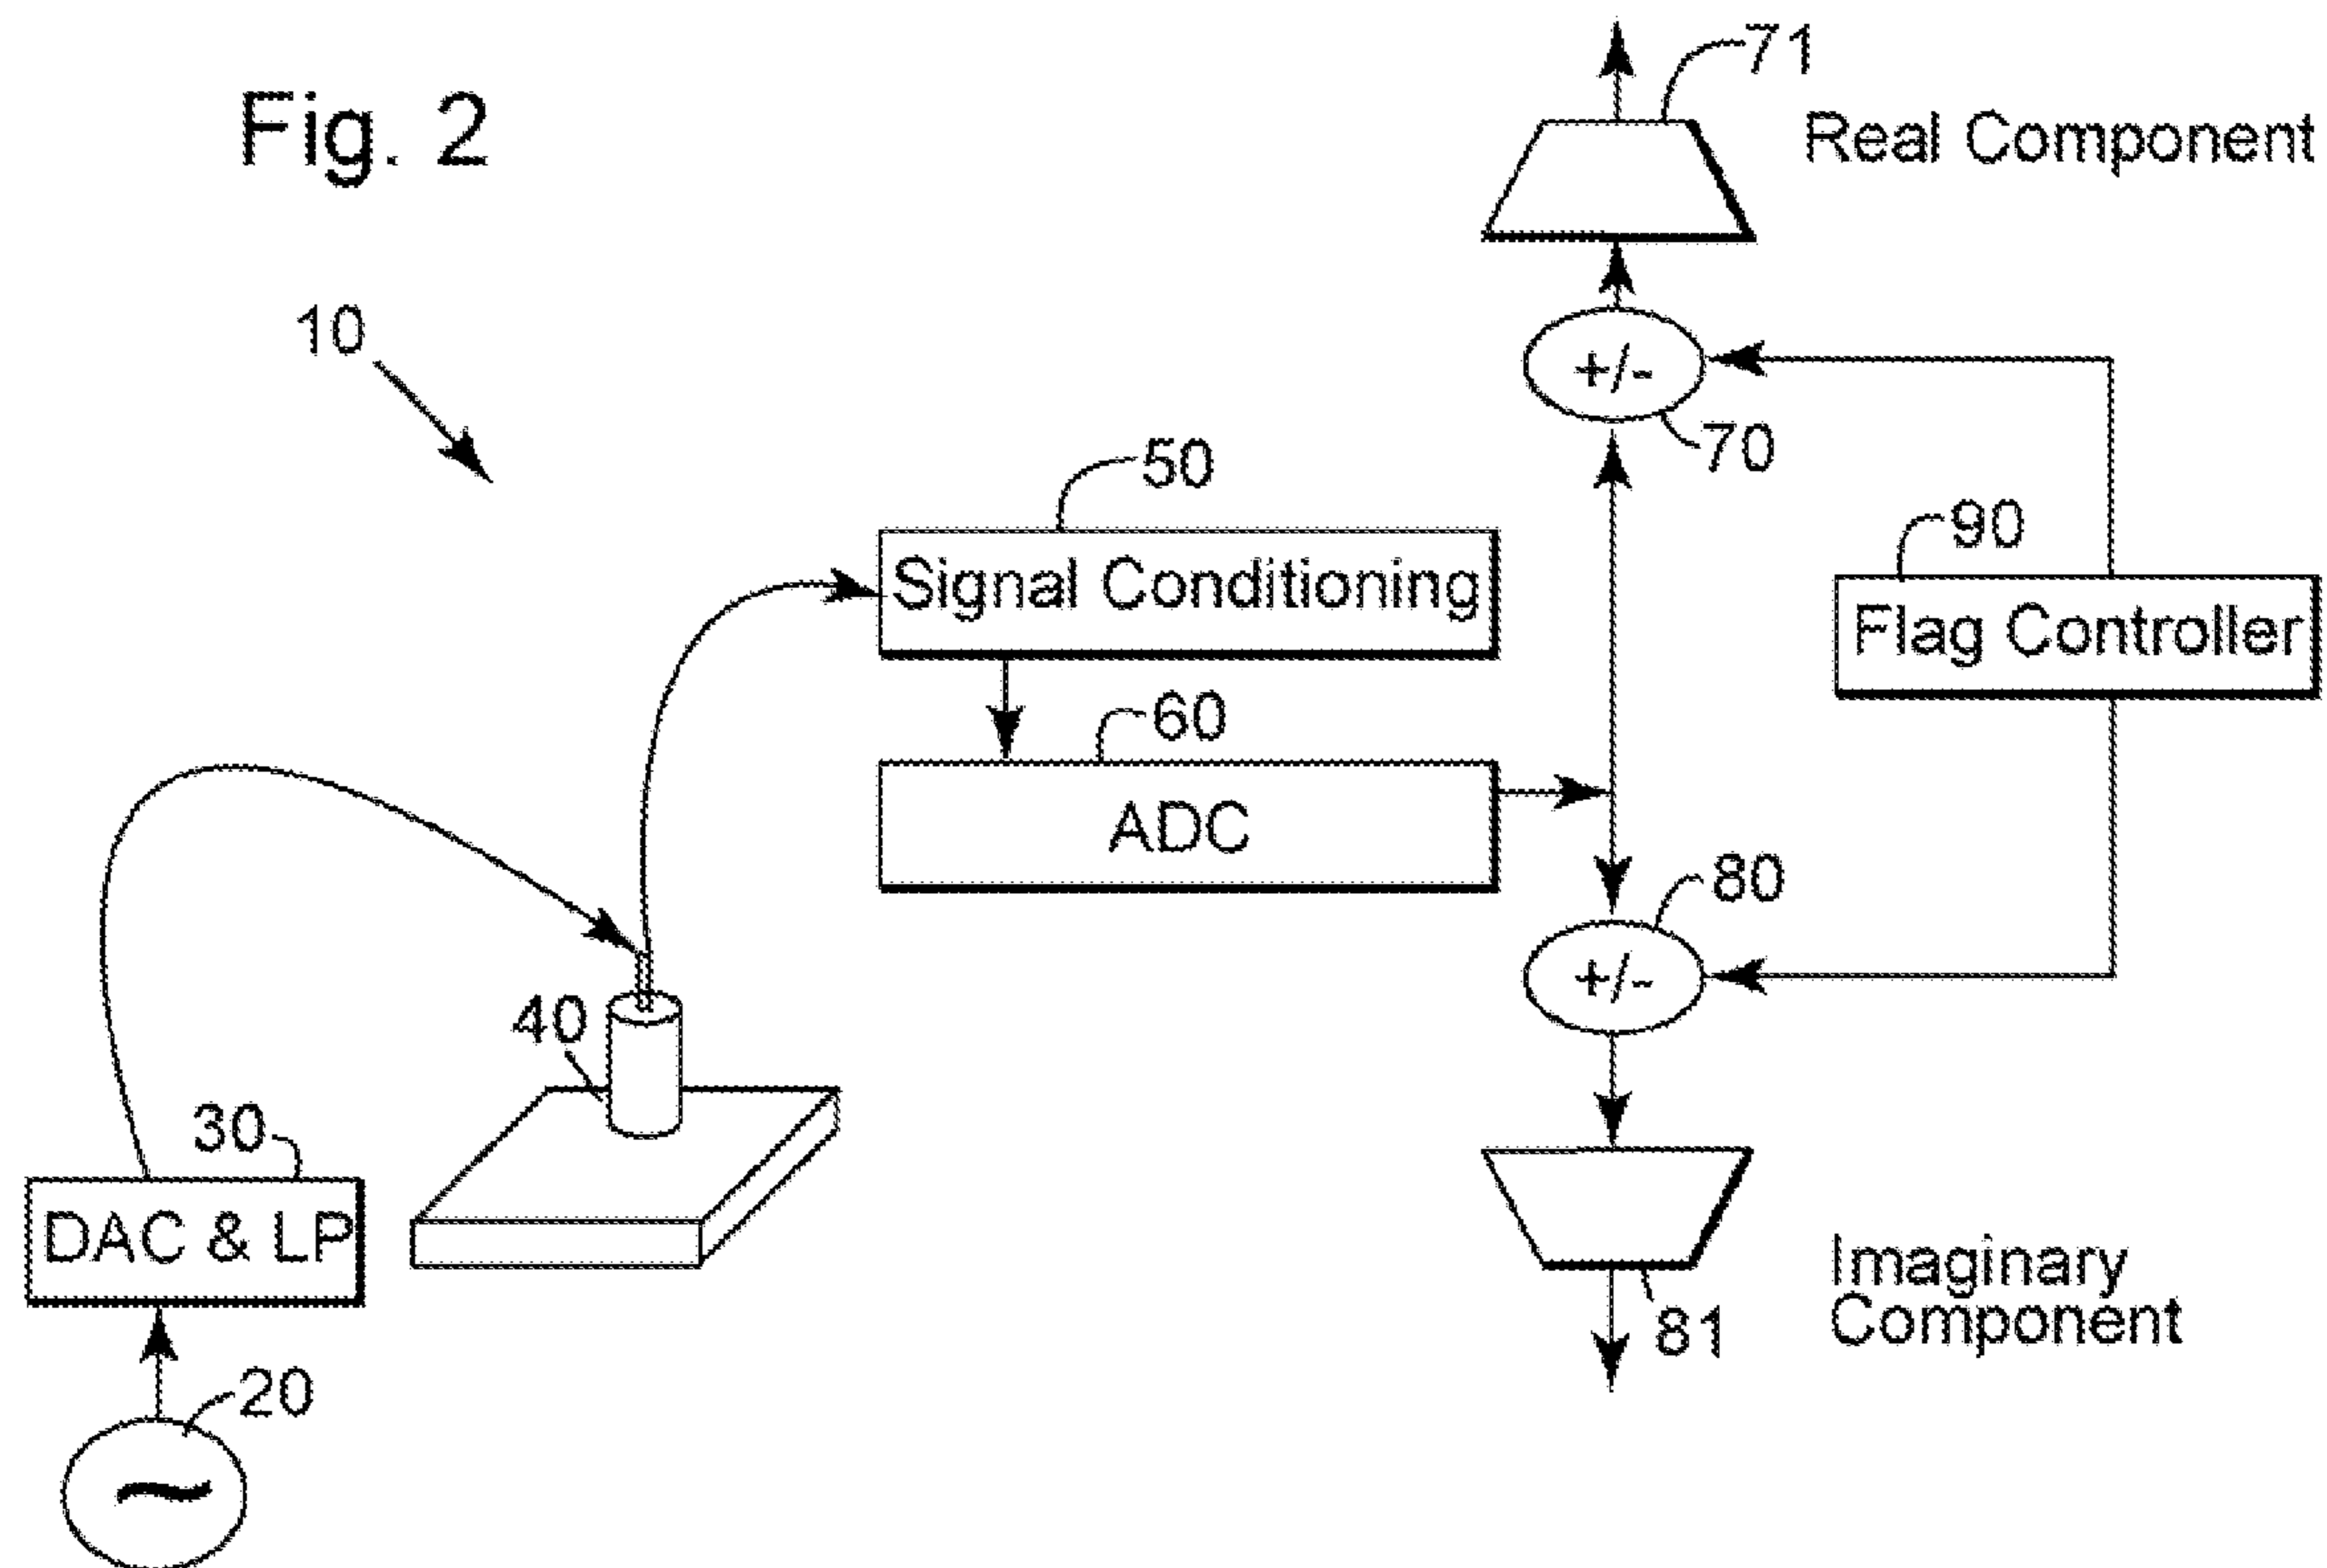 Fig. 2
71
Real Component
10
+/-
70
50
90
Signal Conditioning
Flag Controller
60
ADC
80
+/-
40
30
DAC & LP
Imaginary
Component
81
20
~